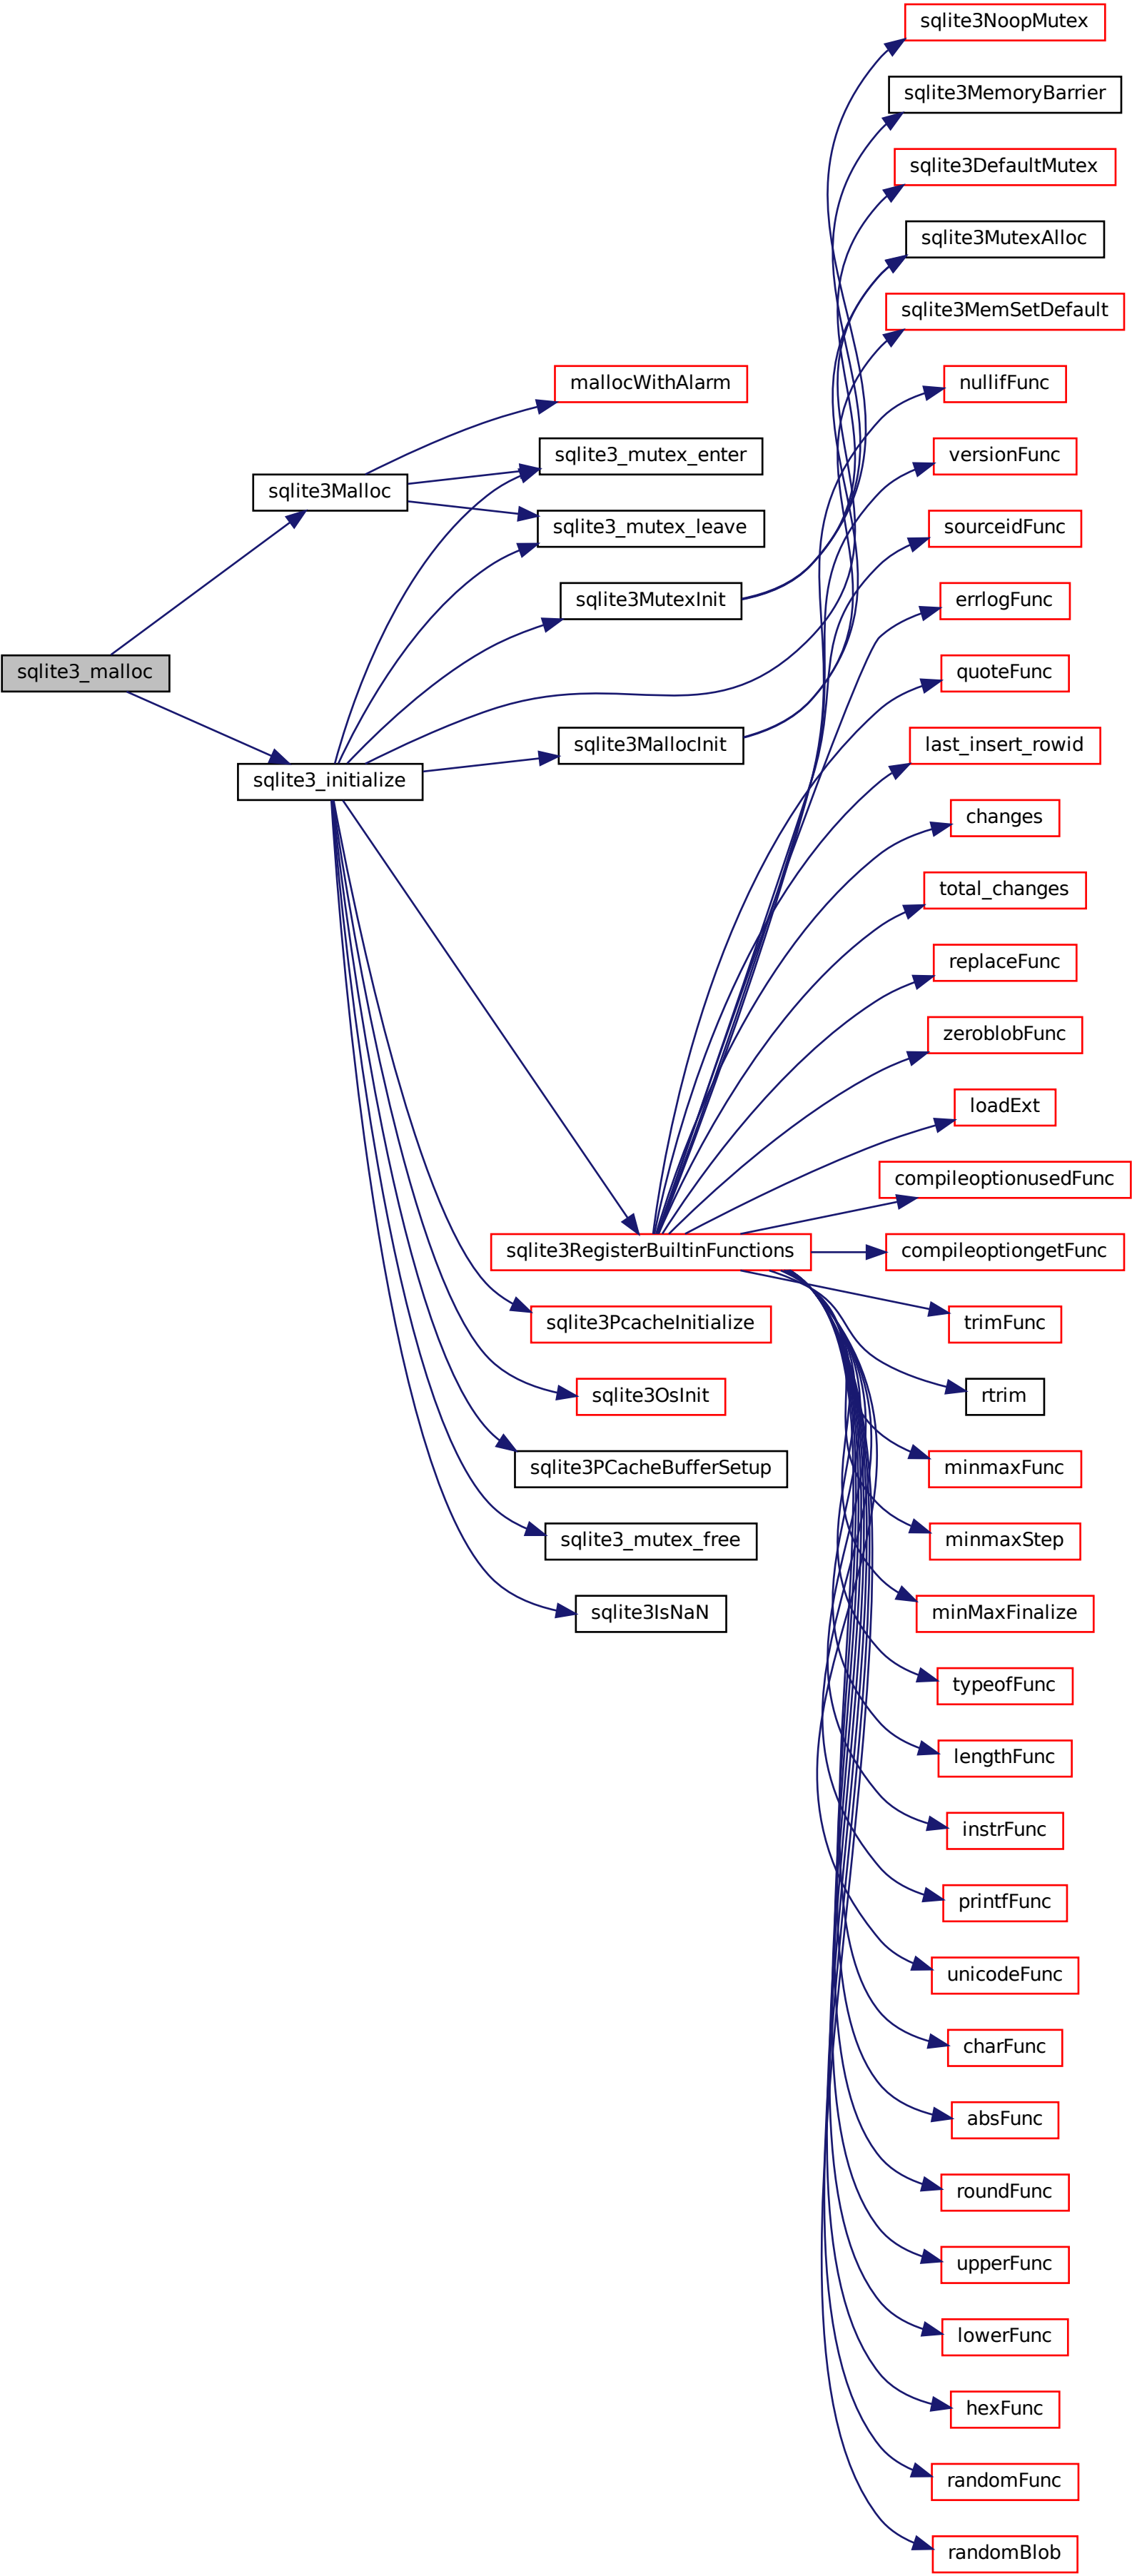 sqlite3_malloc
sqlite3Malloc
sqlite3_initialize
mallocWithAlarm
sqlite3_mutex_enter
sqlite3_mutex_leave
sqlite3MutexInit
sqlite3MallocInit
sqlite3RegisterBuiltinFunctions
sqlite3PcacheInitialize
sqlite3OsInit
sqlite3PCacheBufferSetup
sqlite3_mutex_free
sqlite3IsNaN
sqlite3NoopMutex
sqlite3MemoryBarrier
sqlite3DefaultMutex
sqlite3MutexAlloc
sqlite3MemSetDefault
nullifFunc
versionFunc
sourceidFunc
errlogFunc
quoteFunc
last_insert_rowid
changes
total_changes
replaceFunc
zeroblobFunc
loadExt
compileoptionusedFunc
compileoptiongetFunc
trimFunc
rtrim
minmaxFunc
minmaxStep
minMaxFinalize
typeofFunc
lengthFunc
instrFunc
printfFunc
unicodeFunc
charFunc
absFunc
roundFunc
upperFunc
lowerFunc
hexFunc
randomFunc
randomBlob